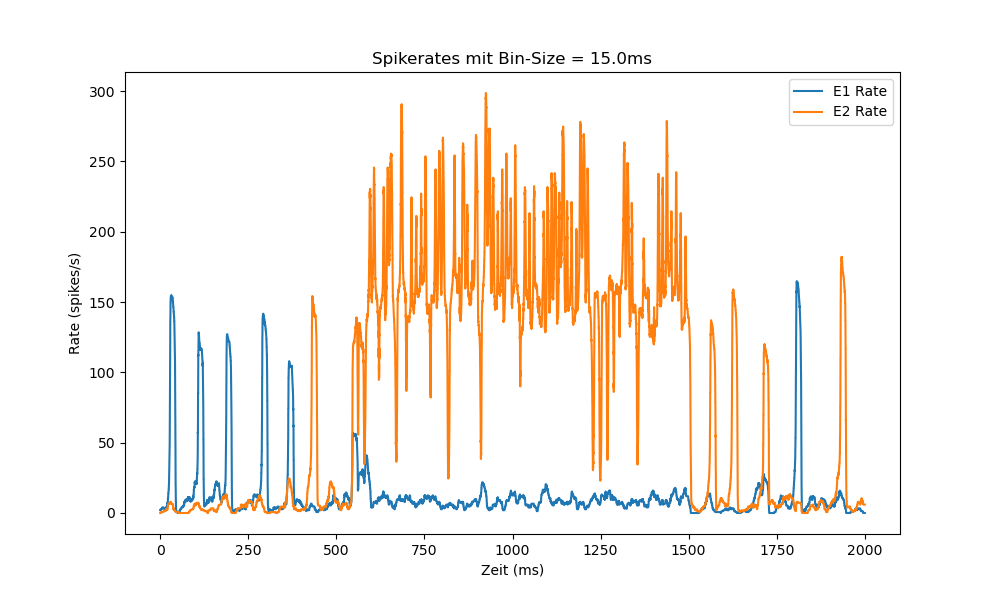 Spikerates mit Bin-Size = 15.0ms
E1 Rate
E2 Rate
300
250
200
150
100
50
0
Rate (spikes/s)
0 250 500 750 1000 1250 1500 1750 2000
Zeit (ms)